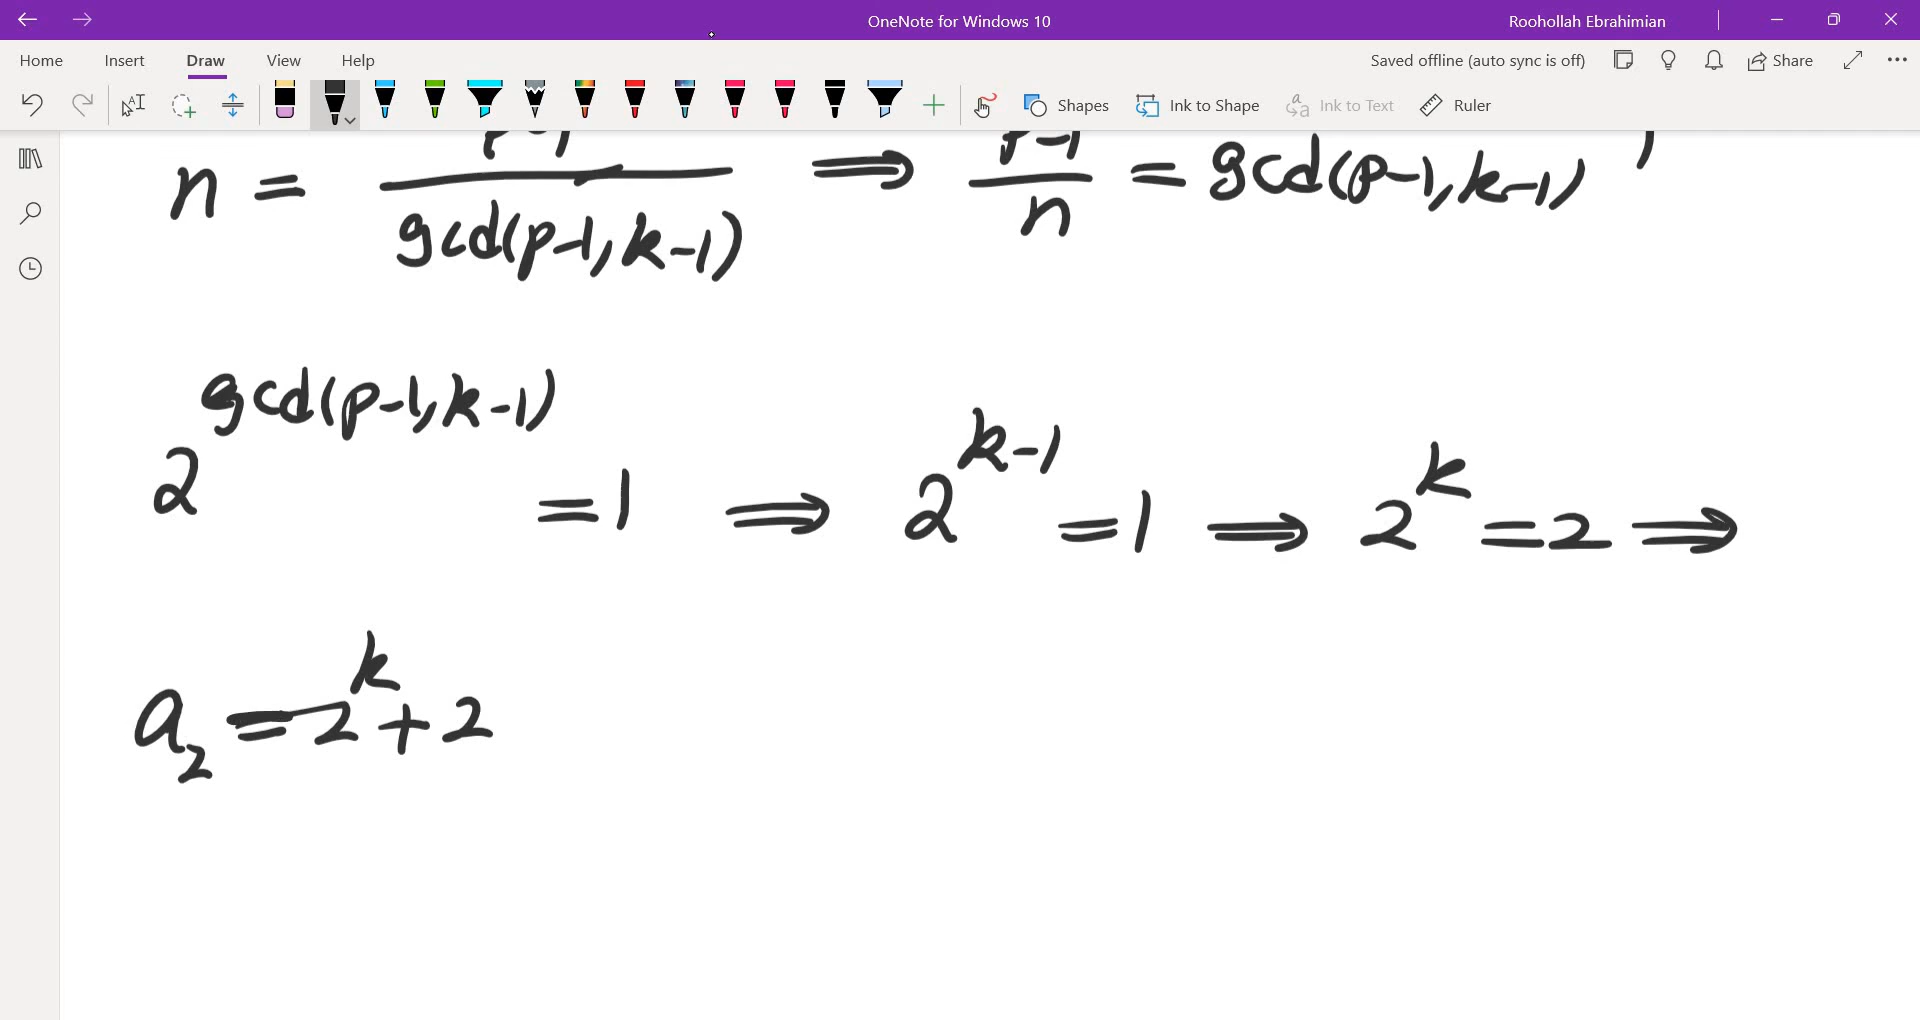 OneNote for Windows 10
Roohollah Ebrahimian
Home Insert Draw View Help
Saved offline (auto sync is off) Share
Shapes Ink to Shape Ink to Text Ruler
n = p-1 / gcd(p-1, k-1) ⟹ p-1 / n = gcd(p-1, k-1) ,
2^gcd(p-1, k-1) = 1 ⟹ 2^k-1 = 1 ⟹ 2^k = 2 ⟹
a_2 = 2^k + 2